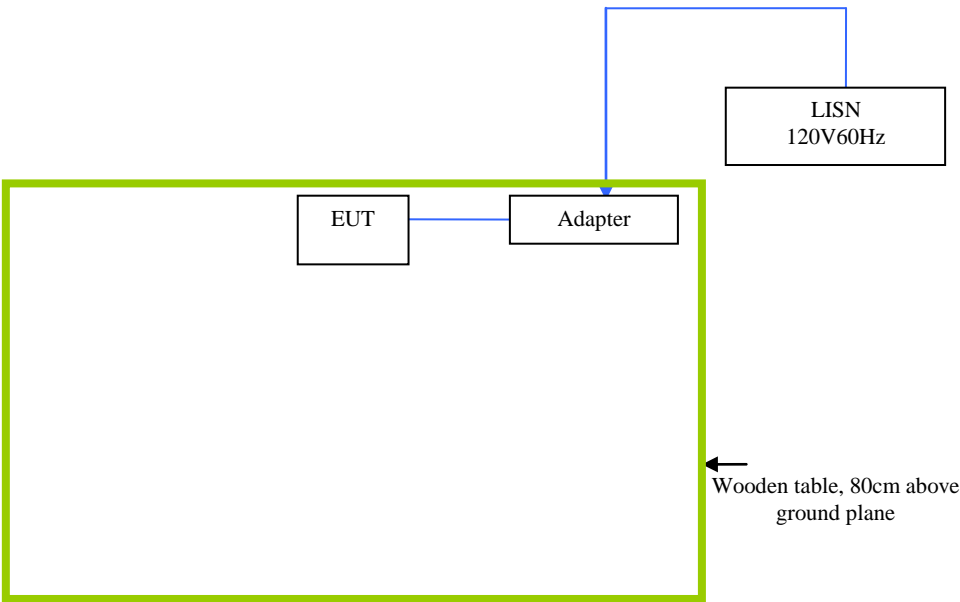 LISN
120V60Hz
EUT
Adapter
Wooden table, 80cm above
ground plane